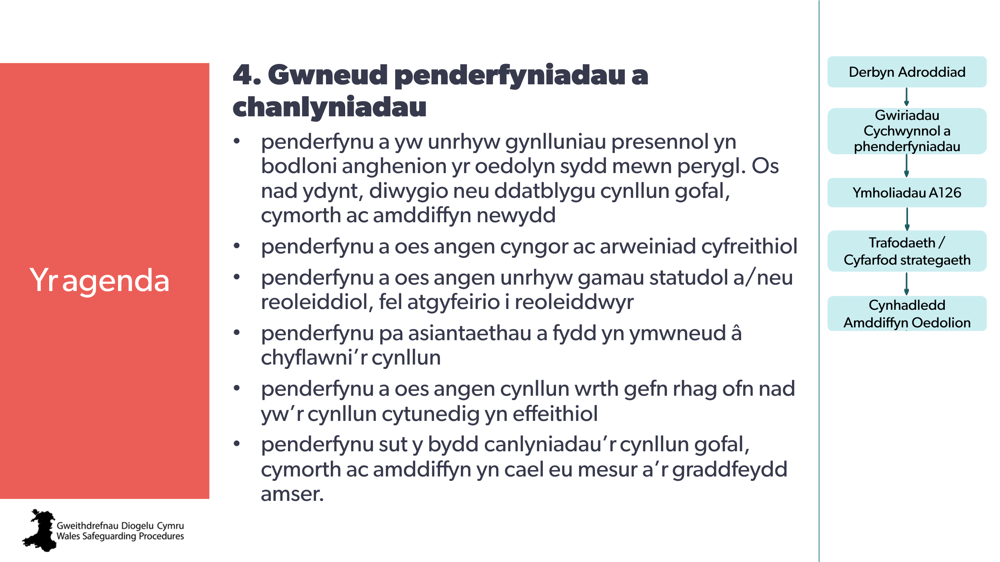 Yr agenda
4. Gwneud penderfyniadau a
chanlyniadau
• penderfynu a yw unrhyw gynlluniau presennol yn
bodloni anghenion yr oedolyn sydd mewn perygl. Os
nad ydynt, diwygio neu ddatblygu cynllun gofal,
cymorth ac amddiffyn newydd
• penderfynu a oes angen cyngor ac arweiniad cyfreithiol
• penderfynu a oes angen unrhyw gamau statudol a/neu
reoleiddiol, fel atgyfeirio i reoleiddwyr
• penderfynu pa asiantaethau a fydd yn ymwneud â
chyflawni’r cynllun
• penderfynu a oes angen cynllun wrth gefn rhag ofn nad
yw’r cynllun cytunedig yn effeithiol
• penderfynu sut y bydd canlyniadau’r cynllun gofal,
cymorth ac amddiffyn yn cael eu mesur a’r graddfeydd
amser.
Derbyn Adroddiad
Gwiriadau
Cychwynnol a
phenderfyniadau
Ymholiadau A126
Trafodaeth /
Cyfarfod strategaeth
Cynhadledd
Amddiffyn Oedolion
Gweithdrefnau Diogelu Cymru
Wales Safeguarding Procedures